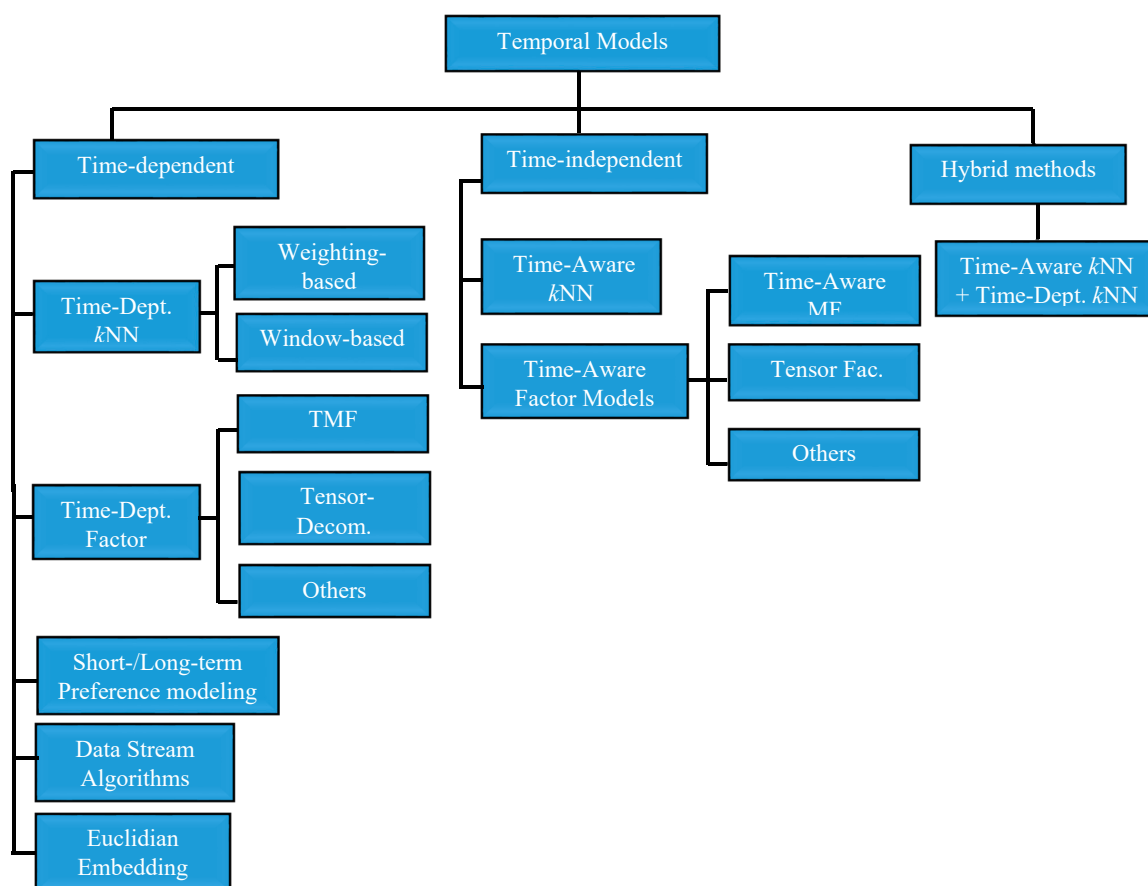 Temporal Models
Time-dependent
Time-independent
Hybrid methods
Weighting-
based
Time-Dept.
kNN
Window-based
Time-Aware
kNN
Time-Aware
MF
Time-Aware kNN
+ Time-Dept. kNN
Time-Aware
Factor Models
Tensor Fac.
Others
TMF
Time-Dept.
Factor
Tensor-
Decom.
Others
Short-/Long-term
Preference modeling
Data Stream
Algorithms
Euclidian
Embedding